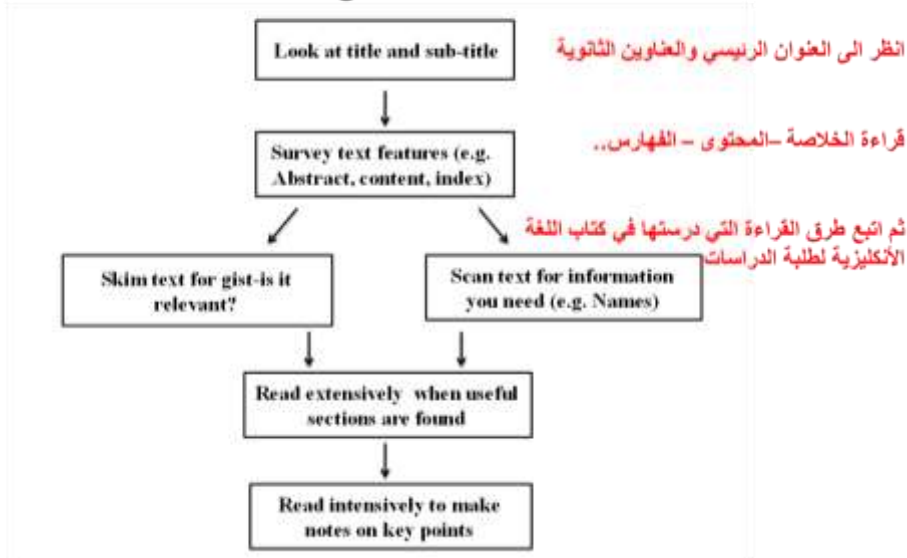 Look at title and sub-title
انظر الى العنوان الرئيسي والعناوين الثانوية
Survey text features (e.g.
Abstract, content, index)
قراءة الخلاصة –المحتوى – الفهارس..
ثم اتبع طرق القراءة التي درستها في كتاب اللغة
الأنكليزية لطلبة الدراسات
Skim text for gist-is it
relevant?
Scan text for information
you need (e.g. Names)
Read extensively when useful
sections are found
Read intensively to make
notes on key points